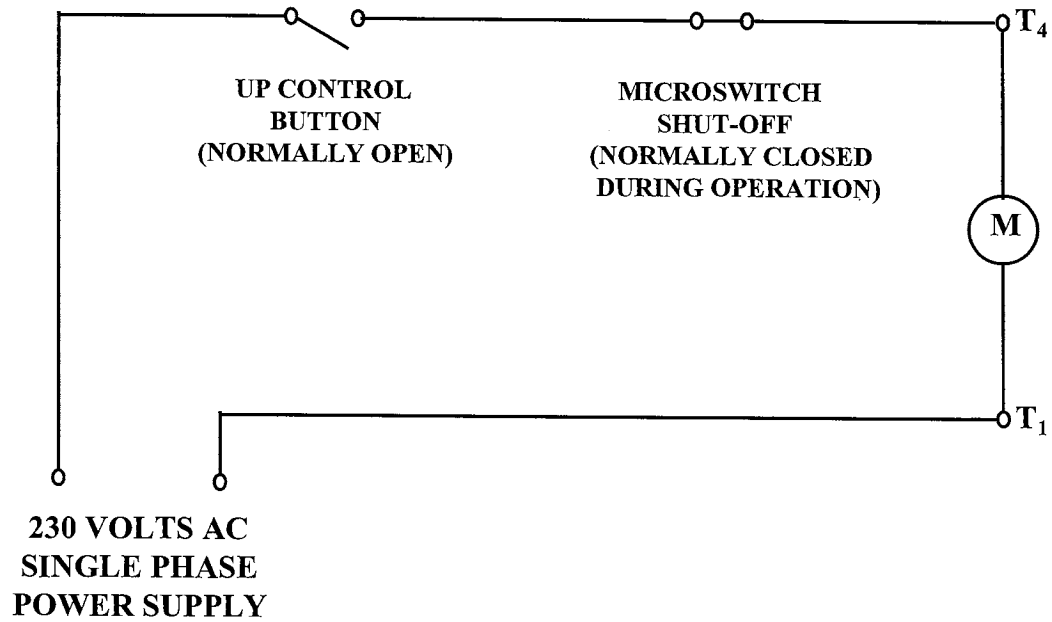 T₄
UP CONTROL
BUTTON
(NORMALLY OPEN)
MICROSWITCH
SHUT-OFF
(NORMALLY CLOSED
DURING OPERATION)
M
T₁
230 VOLTS AC
SINGLE PHASE
POWER SUPPLY